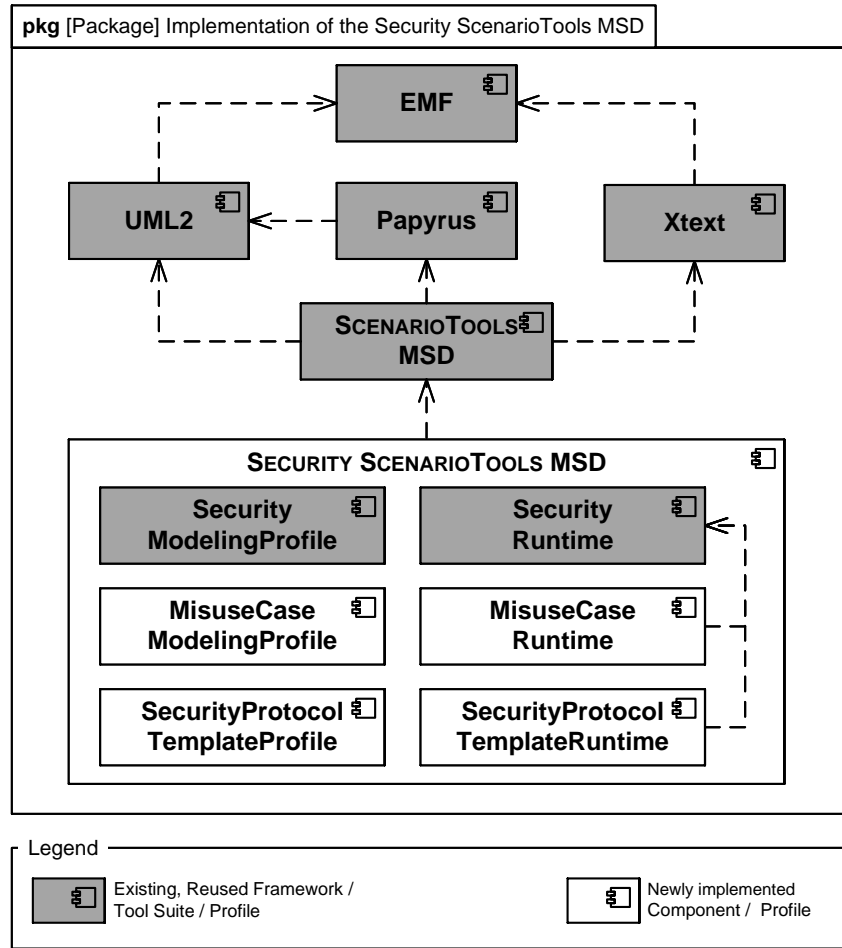 pkg [Package] Implementation of the Security ScenarioTools MSD
EMF
UML2
Papyrus
Xtext
SCENARIOTOOLS
MSD
SECURITY SCENARIOTOOLS MSD
Security
ModelingProfile
Security
Runtime
MisuseCase
ModelingProfile
MisuseCase
Runtime
SecurityProtocol
TemplateProfile
SecurityProtocol
TemplateRuntime
Legend
Existing, Reused Framework /
Tool Suite / Profile
Newly implemented
Component / Profile